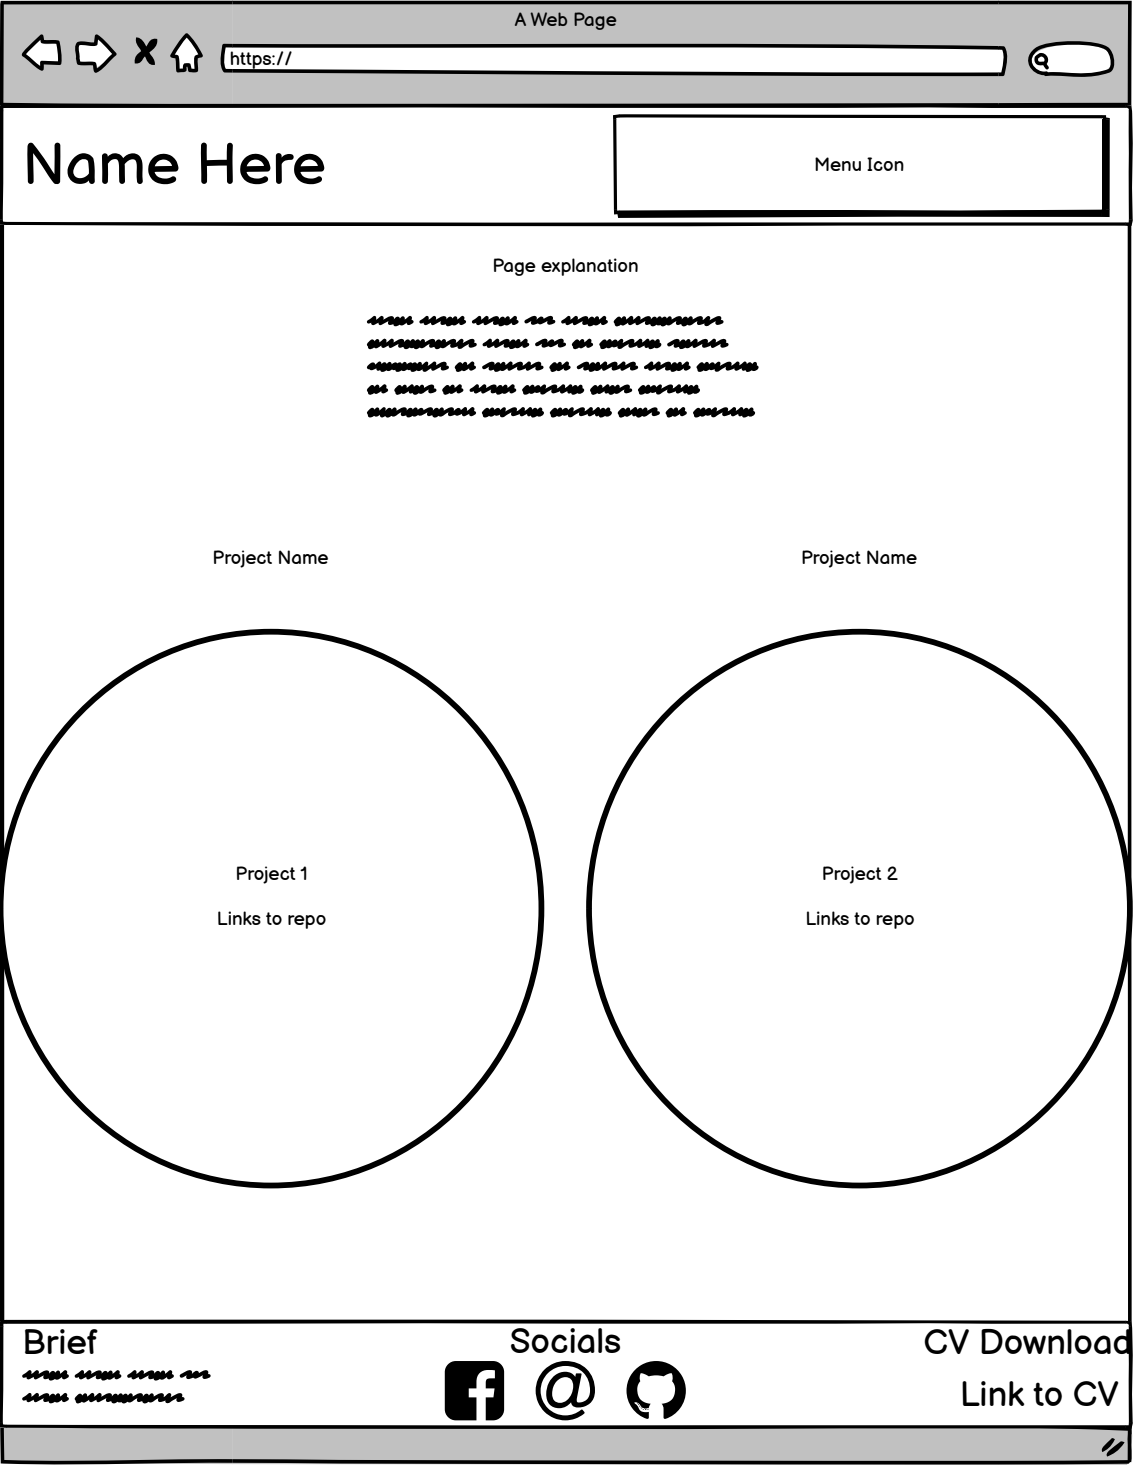 A Web Page
https://
Name Here
Menu Icon
Page explanation
Project Name
Project Name
Project 1
Links to repo
Project 2
Links to repo
Brief
Socials
@
CV Download
Link to CV